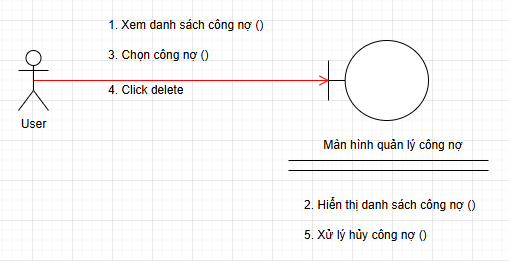 1. Xem danh sách công nợ ()
3. Chọn công nợ ()
4. Click delete
User
Màn hình quản lý công nợ
2. Hiển thị danh sách công nợ ()
5. Xử lý hủy công nợ ()